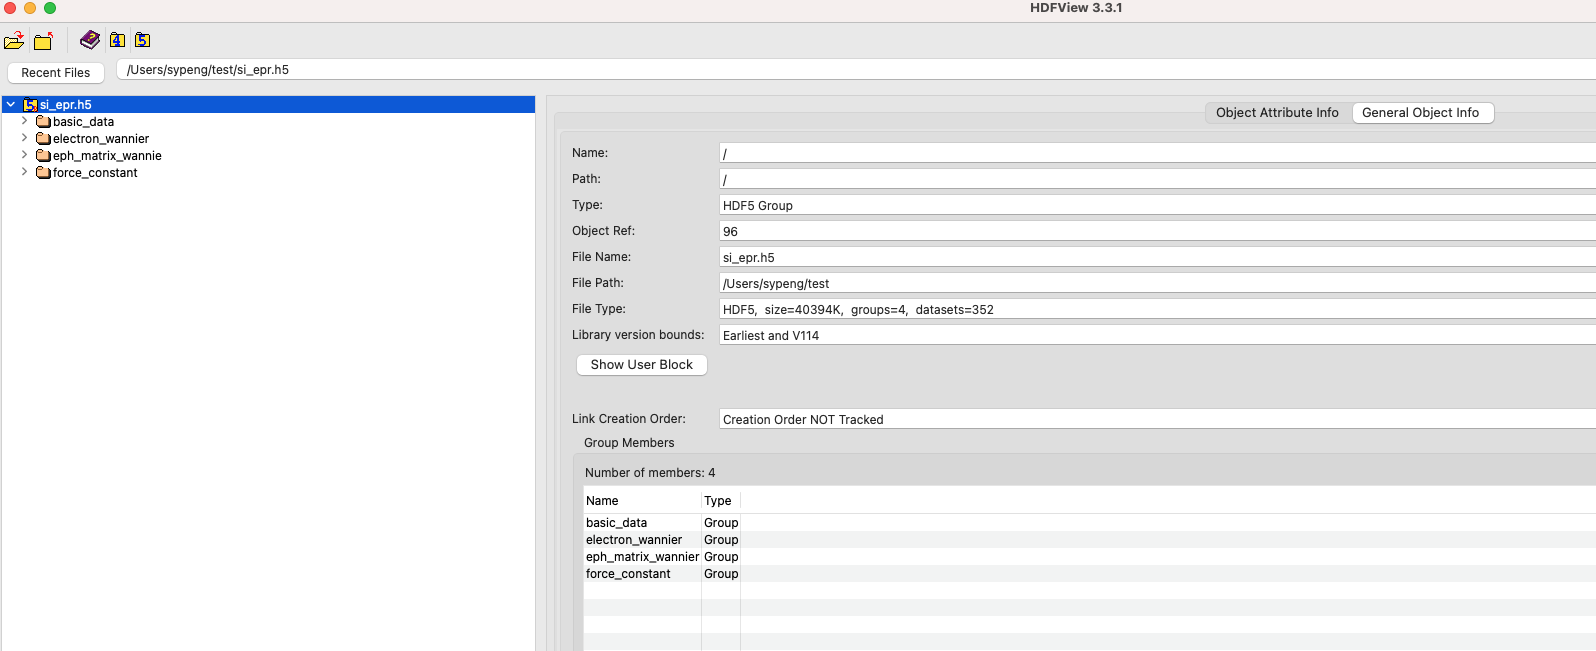 HDFView 3.3.1
4 5
Recent Files /Users/sypeng/test/si_epr.h5
5 si_epr.h5
basic_data
electron_wannier
eph_matrix_wannie
force_constant
Object Attribute Info General Object Info
Name: /
Path: /
Type: HDF5 Group
Object Ref: 96
File Name: si_epr.h5
File Path: /Users/sypeng/test
File Type: HDF5, size=40394K, groups=4, datasets=352
Library version bounds: Earliest and V114
Show User Block
Link Creation Order: Creation Order NOT Tracked
Group Members
Number of members: 4
Name Type
basic_data Group
electron_wannier Group
eph_matrix_wannier Group
force_constant Group